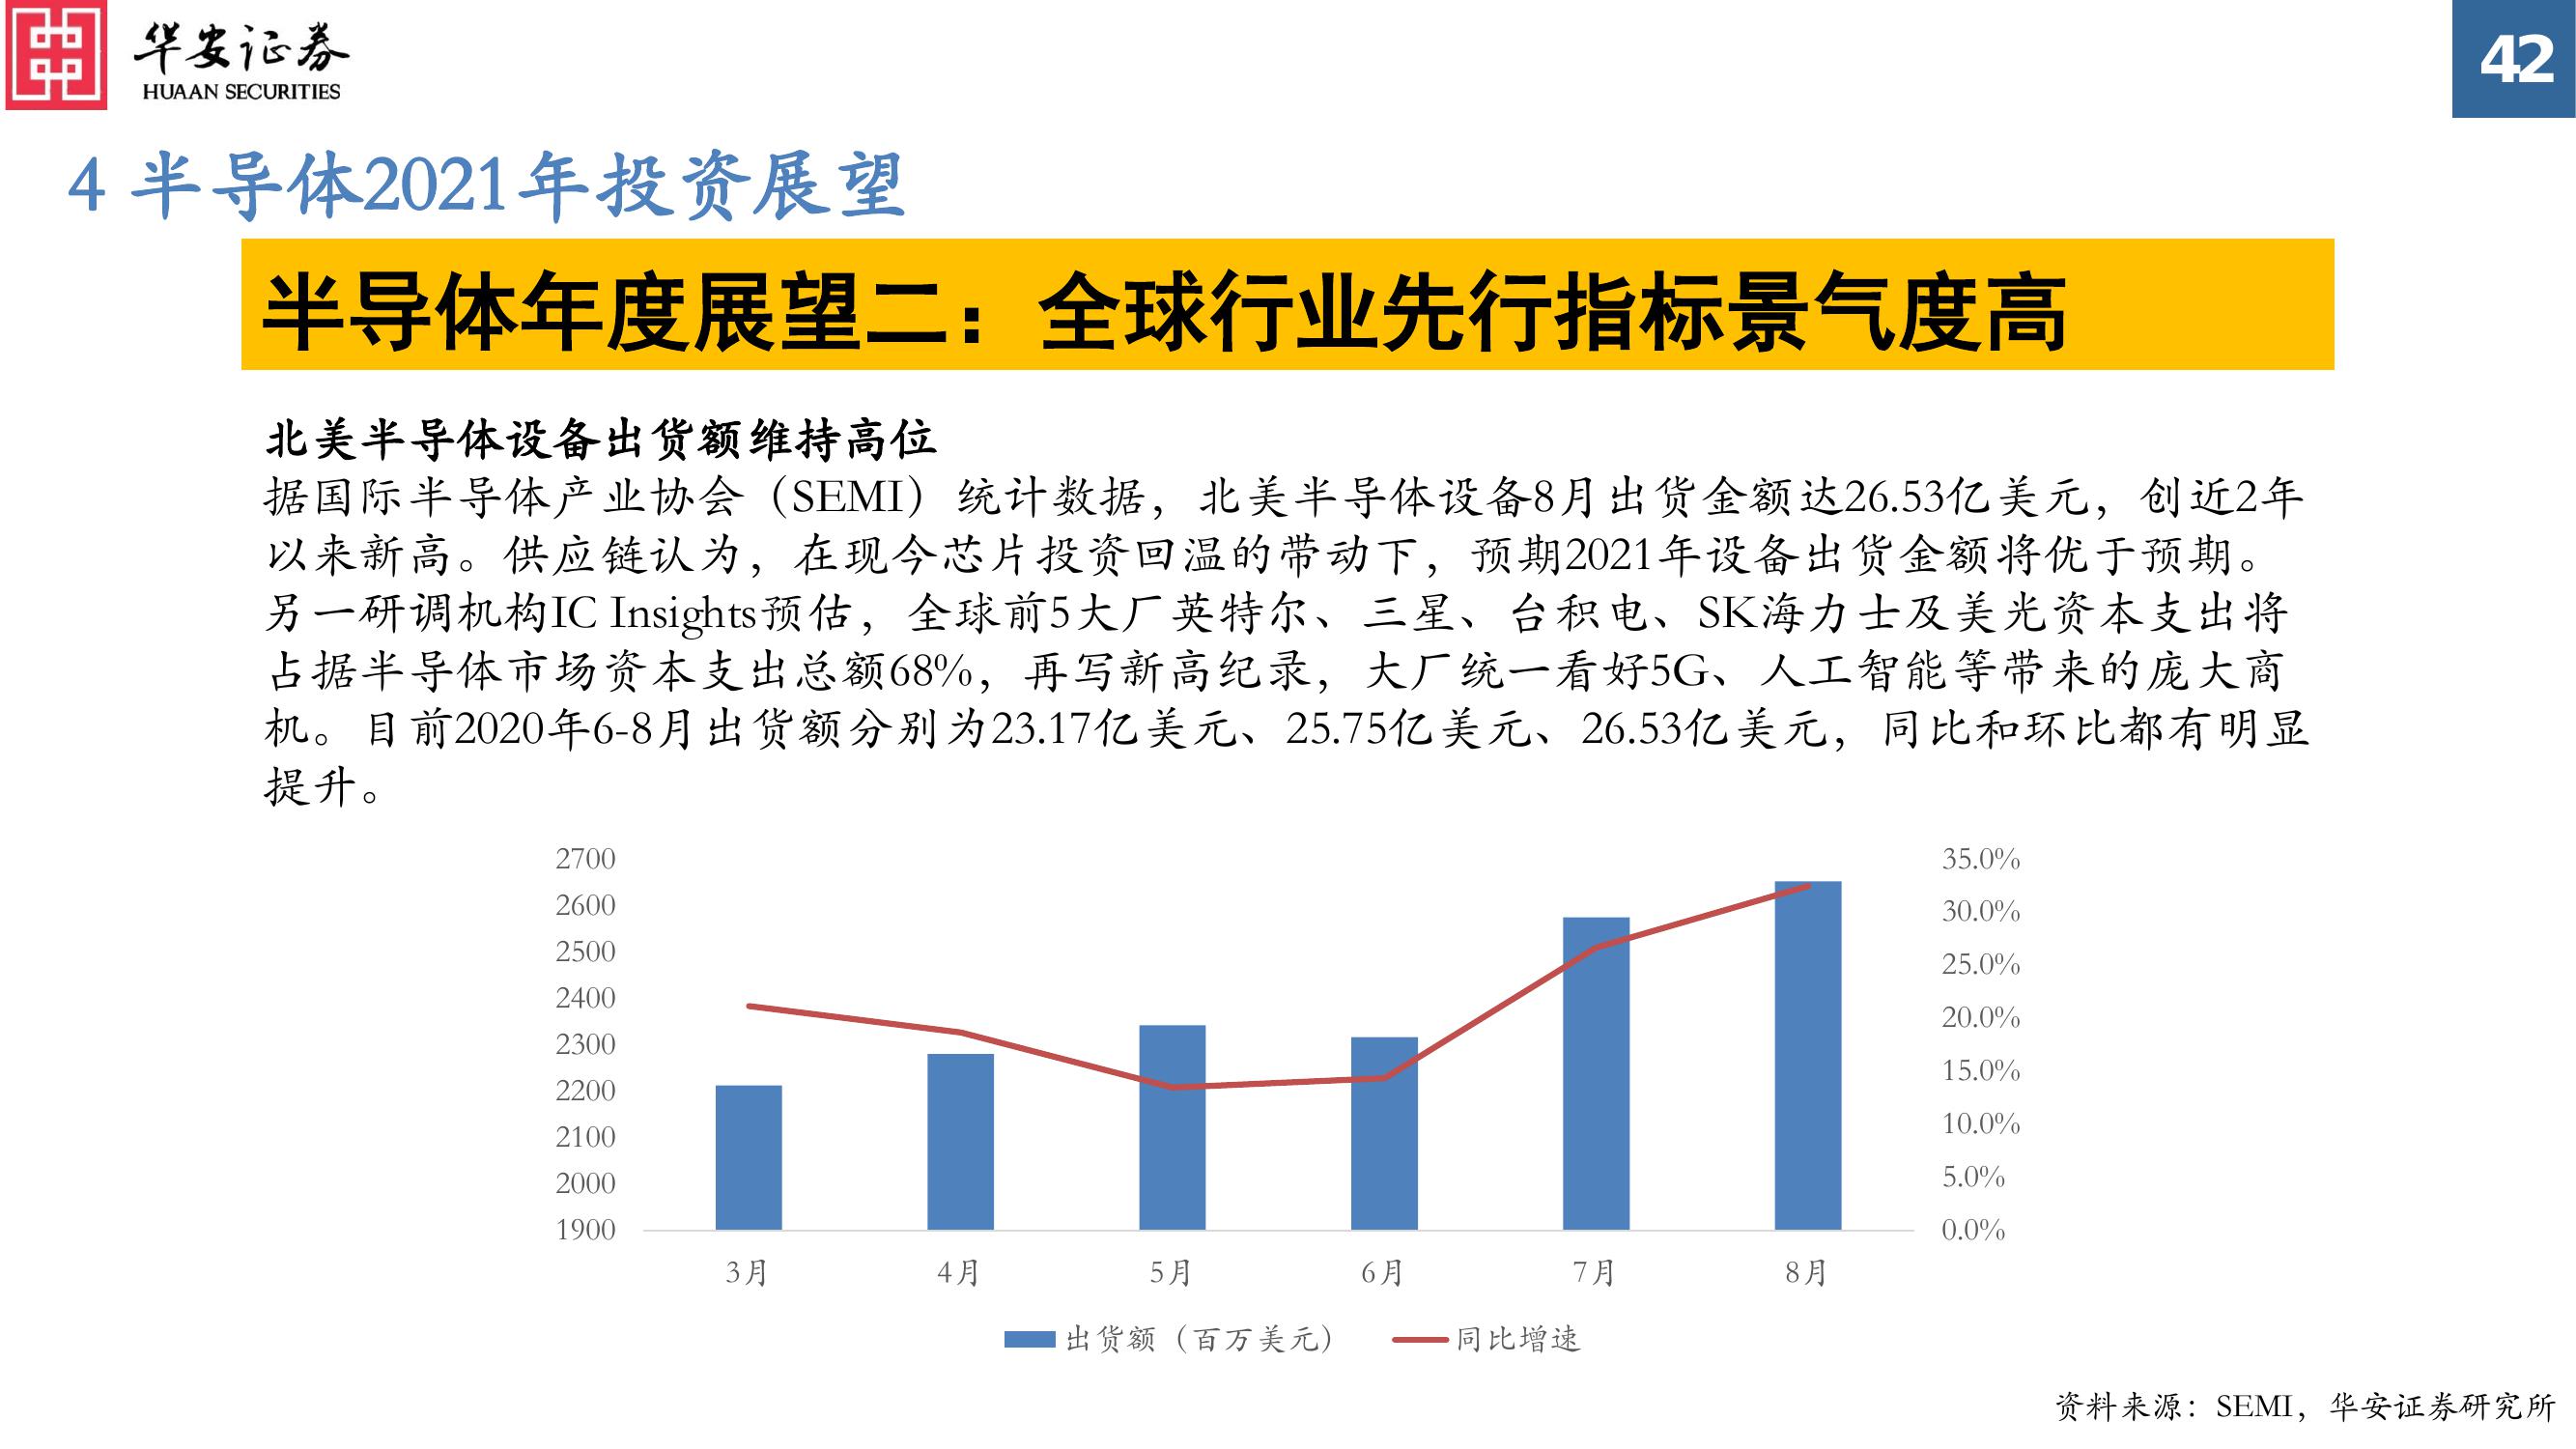 华安证券
HUAAN SECURITIES
42
4 半导体2021年投资展望
半导体年度展望二：全球行业先行指标景气度高
北美半导体设备出货额维持高位
据国际半导体产业协会（SEMI）统计数据，北美半导体设备8月出货金额达26.53亿美元，创近2年
以来新高。供应链认为，在现今芯片投资回温的带动下，预期2021年设备出货金额将优于预期。
另一研调机构IC Insights预估，全球前5大厂英特尔、三星、台积电、SK海力士及美光资本支出将
占据半导体市场资本支出总额68%，再写新高纪录，大厂统一看好5G、人工智能等带来的庞大商
机。目前2020年6-8月出货额分别为23.17亿美元、25.75亿美元、26.53亿美元，同比和环比都有明显
提升。
2700
2600
2500
2400
2300
2200
2100
2000
1900
35.0%
30.0%
25.0%
20.0%
15.0%
10.0%
5.0%
0.0%
3月 4月 5月 6月 7月 8月
出货额（百万美元） 同比增速
资料来源：SEMI，华安证券研究所